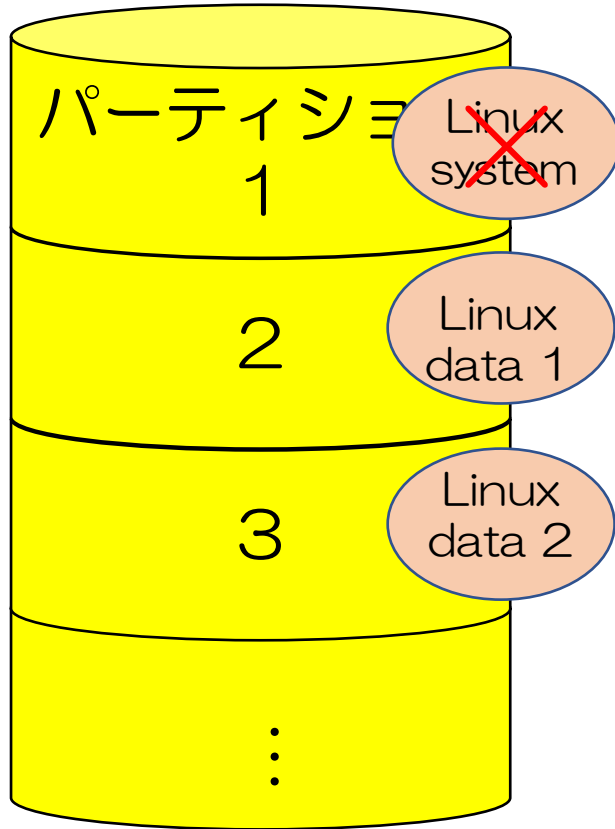 パーティショ
1
Linux
system
2
Linux
data 1
3
Linux
data 2
⋮